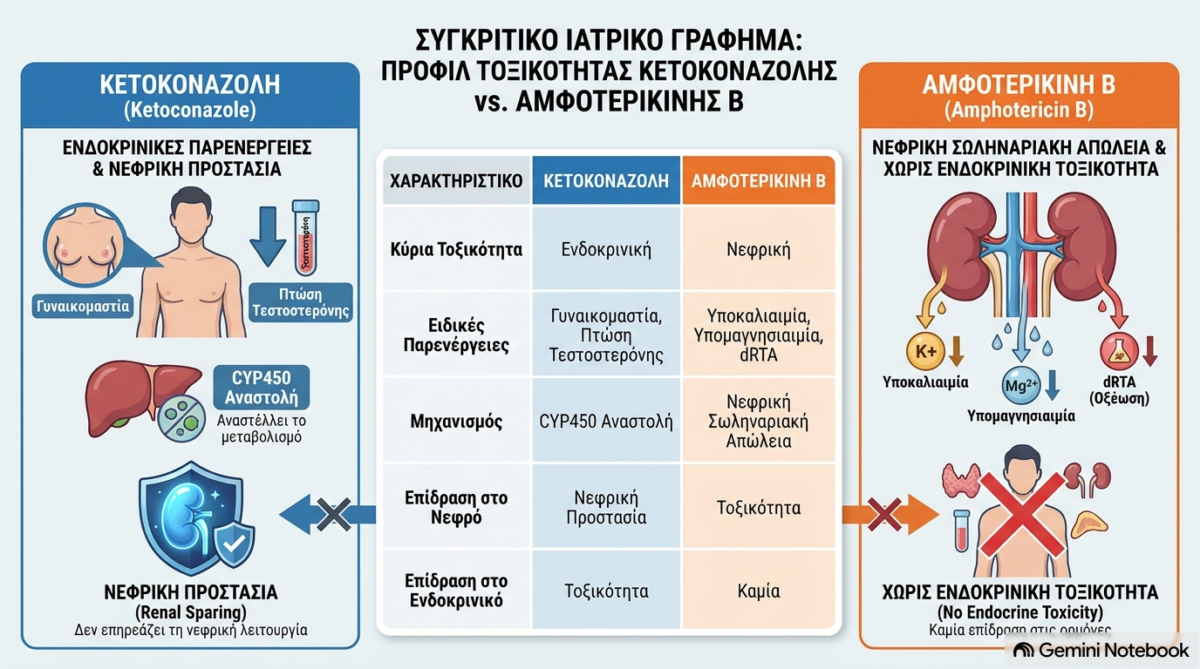 ΣΥΓΚΡΙΤΙΚΟ ΙΑΤΡΙΚΟ ΓΡΑΦΗΜΑ:
ΠΡΟΦΙΛ ΤΟΞΙΚΟΤΗΤΑΣ ΚΕΤΟΚΟΝΑΖΟΛΗΣ
vs. ΑΜΦΟΤΕΡΙΚΙΝΗΣ Β
ΚΕΤΟΚΟΝΑΖΟΛΗ
(Ketoconazole)
ΕΝΔΟΚΡΙΝΙΚΕΣ ΠΑΡΕΝΕΡΓΕΙΕΣ
& ΝΕΦΡΙΚΗ ΠΡΟΣΤΑΣΙΑ
Γυναικομαστία
Πτώση
Τεστοστερόνης
CYP450
Αναστολή
Αναστέλλει το
μεταβολισμό
ΝΕΦΡΙΚΗ ΠΡΟΣΤΑΣΙΑ
(Renal Sparing)
Δεν επηρεάζει τη νεφρική λειτουργία
ΧΑΡΑΚΤΗΡΙΣΤΙΚΟ ΚΕΤΟΚΟΝΑΖΟΛΗ ΑΜΦΟΤΕΡΙΚΙΝΗ Β
Κύρια Τοξικότητα Ενδοκρινική Νεφρική
Ειδικές
Παρενέργειες
Γυναικομαστία,
Πτώση
Τεστοστερόνης
Υποκαλιαιμία,
Υπομαγνησιαιμία,
dRTA
Μηχανισμός
CYP450 Αναστολή
Νεφρική
Σωληναριακή
Απώλεια
Επίδραση στο
Νεφρό
Νεφρική
Προστασία
Τοξικότητα
Επίδραση στο
Ενδοκρινικό
Τοξικότητα
Καμία
ΑΜΦΟΤΕΡΙΚΙΝΗ Β
(Amphotericin B)
ΝΕΦΡΙΚΗ ΣΩΛΗΝΑΡΙΑΚΗ ΑΠΩΛΕΙΑ &
ΧΩΡΙΣ ΕΝΔΟΚΡΙΝΙΚΗ ΤΟΞΙΚΟΤΗΤΑ
K+
Υποκαλιαιμία
Mg²⁺
Υπομαγνησιαιμία
dRTA
(Οξέωση)
ΧΩΡΙΣ ΕΝΔΟΚΡΙΝΙΚΗ ΤΟΞΙΚΟΤΗΤΑ
(No Endocrine Toxicity)
Καμία επίδραση στις ορμόνες
Gemini Notebook